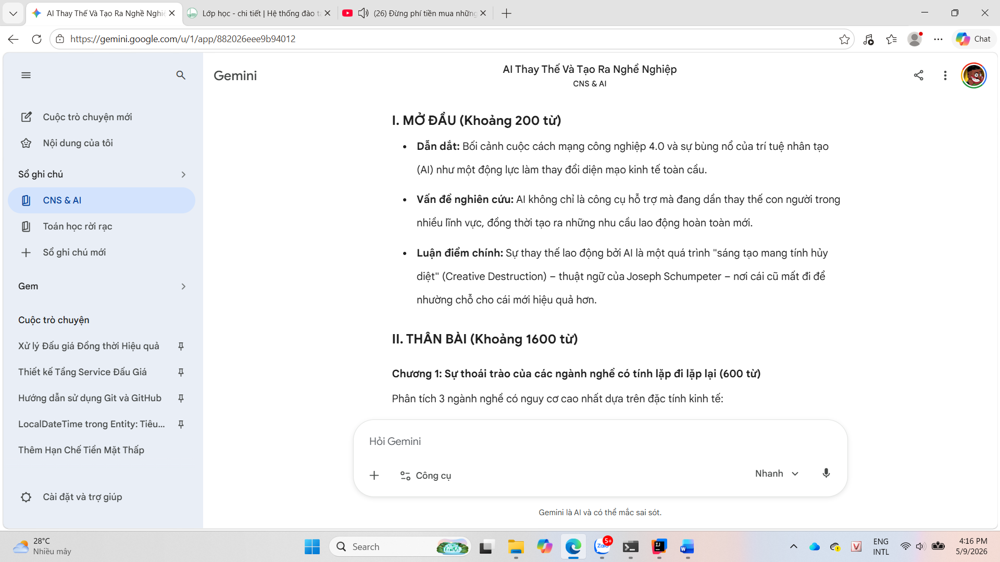 AI Thay Thế Và Tạo Ra Nghề Nghiệ
Lớp học - chi tiết | Hệ thống đào tạ
(26) Đừng phí tiền mua những
https://gemini.google.com/u/1/app/882026eee9b94012
Chat
Gemini
AI Thay Thế Và Tạo Ra Nghề Nghiệp
CNS & AI
Cuộc trò chuyện mới
Nội dung của tôi
Sổ ghi chú
CNS & AI
Toán học rời rạc
Sổ ghi chú mới
Gem
Cuộc trò chuyện
Xử lý Đấu giá Đồng thời Hiệu quả
Thiết kế Tầng Service Đấu Giá
Hướng dẫn sử dụng Git và GitHub
LocalDateTime trong Entity: Tiêu...
Thêm Hạn Chế Tiền Mặt Thấp
Cài đặt và trợ giúp
I. MỞ ĐẦU (Khoảng 200 từ)
• Dẫn dắt: Bối cảnh cuộc cách mạng công nghiệp 4.0 và sự bùng nổ của trí tuệ nhân tạo
(AI) như một động lực làm thay đổi diện mạo kinh tế toàn cầu.
• Vấn đề nghiên cứu: AI không chỉ là công cụ hỗ trợ mà đang dần thay thế con người trong
nhiều lĩnh vực, đồng thời tạo ra những nhu cầu lao động hoàn toàn mới.
• Luận điểm chính: Sự thay thế lao động bởi AI là một quá trình "sáng tạo mang tính hủy
diệt" (Creative Destruction) – thuật ngữ của Joseph Schumpeter – nơi cái cũ mất đi để
nhường chỗ cho cái mới hiệu quả hơn.
II. THÂN BÀI (Khoảng 1600 từ)
Chương 1: Sự thoái trào của các ngành nghề có tính lặp đi lặp lại (600 từ)
Phân tích 3 ngành nghề có nguy cơ cao nhất dựa trên đặc tính kinh tế:
Hỏi Gemini
Công cụ
Nhanh
Gemini là AI và có thể mắc sai sót.
28°C
Nhiều mây
Search
Zalo
5+
ENG
INTL
4:16 PM
5/9/2026